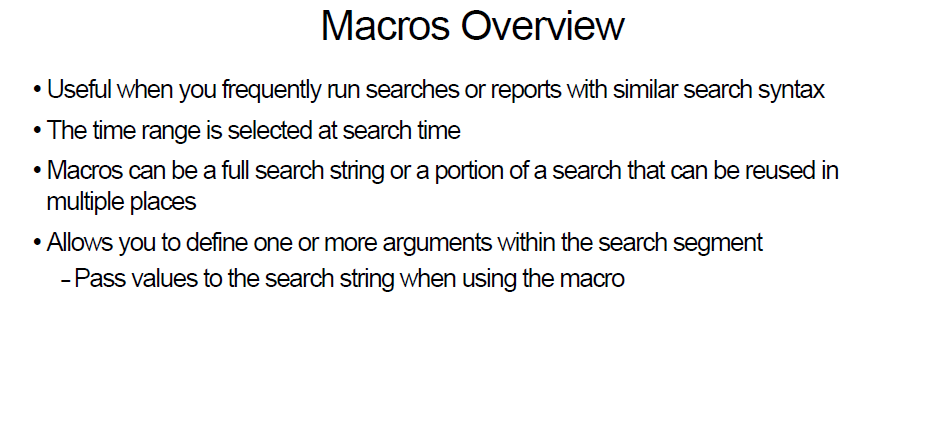 Macros Overview
• Useful when you frequently run searches or reports with similar search syntax
• The time range is selected at search time
• Macros can be a full search string or a portion of a search that can be reused in
multiple places
• Allows you to define one or more arguments within the search segment
– Pass values to the search string when using the macro